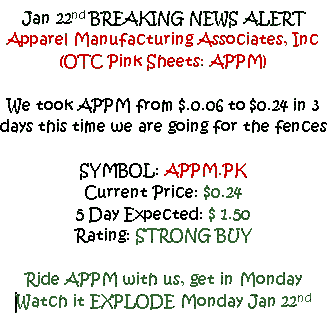 Jan 22nd BREAKING NEWS ALERT
Apparel Manufacturing Associates, Inc
(OTC Pink Sheets: APPM)
We took APPM from $.0.06 to $0.24 in 3
days this time we are going for the fences
SYMBOL: APPM.PK
Current Price: $0.24
5 Day Expected: $ 1.50
Rating: STRONG BUY
Ride APPM with us, get in Monday
Watch it EXPLODE Monday Jan 22nd